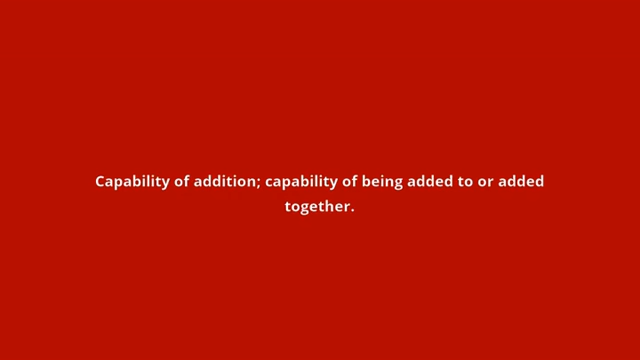 Capability of addition; capability of being added to or added
together.